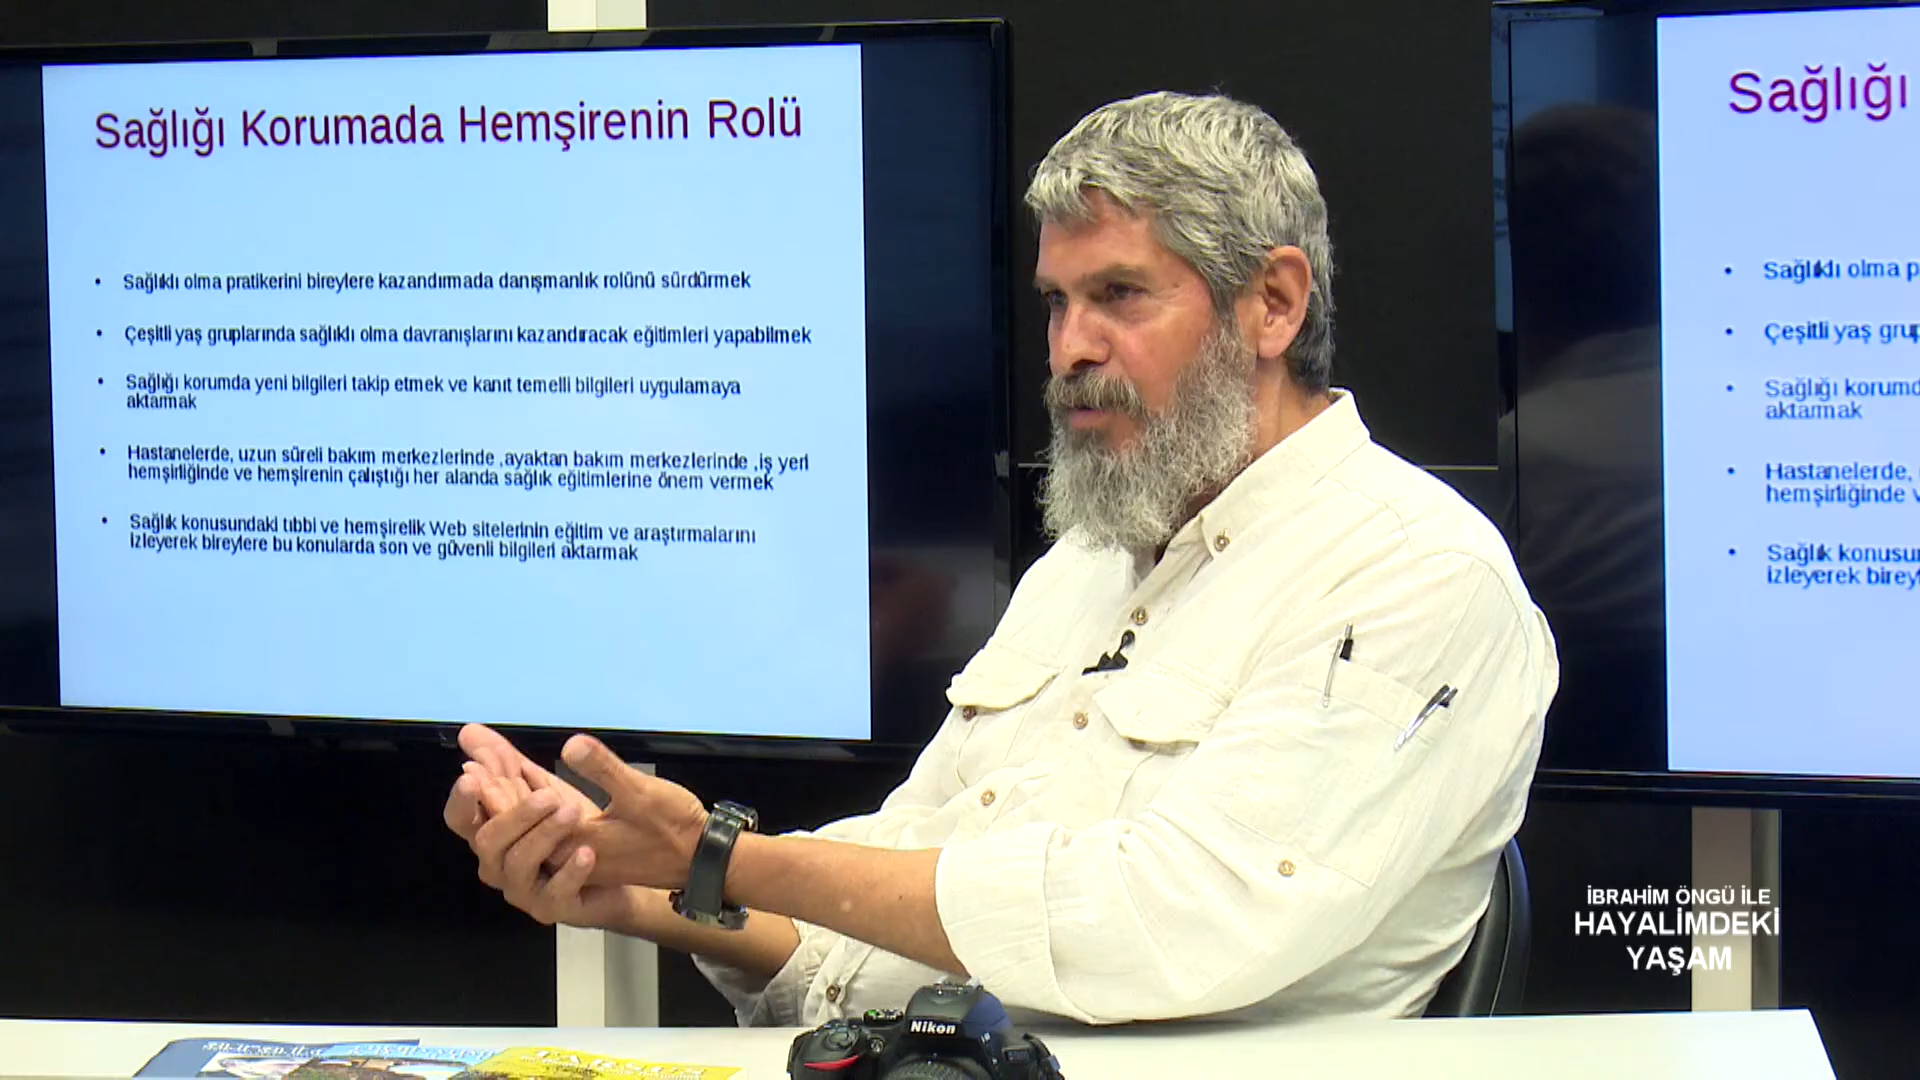 Sağlığı Korumada Hemşirenin Rolü
• Sağlıklı olma pratikerini bireylere kazandırmada danışmanlık rolünü sürdürmek
• Çeşitli yaş gruplarında sağlıklı olma davranışlarını kazandıracak eğitimleri yapabilmek
• Sağlığı korumda yeni bilgileri takip etmek ve kanıt temelli bilgileri uygulamaya
aktarmak
• Hastanelerde, uzun süreli bakım merkezlerinde ,ayaktan bakım merkezlerinde ,iş yeri
hemşirliğinde ve hemşirenin çalıştığı her alanda sağlık eğitimlerine önem vermek
• Sağlık konusundaki tıbbi ve hemşirelik Web sitelerinin eğitim ve araştırmalarını
izleyerek bireylere bu konularda son ve güvenli bilgileri aktarmak
Sağlığı
• Sağlıklı olma p
• Çeşitli yaş grup
• Sağlığı korumd
aktarmak
• Hastanelerde,
hemşirliğinde v
• Sağlık konusun
izleyerek birey
İBRAHİM ÖNGÜ İLE
HAYALİMDEKİ
YAŞAM
Nikon